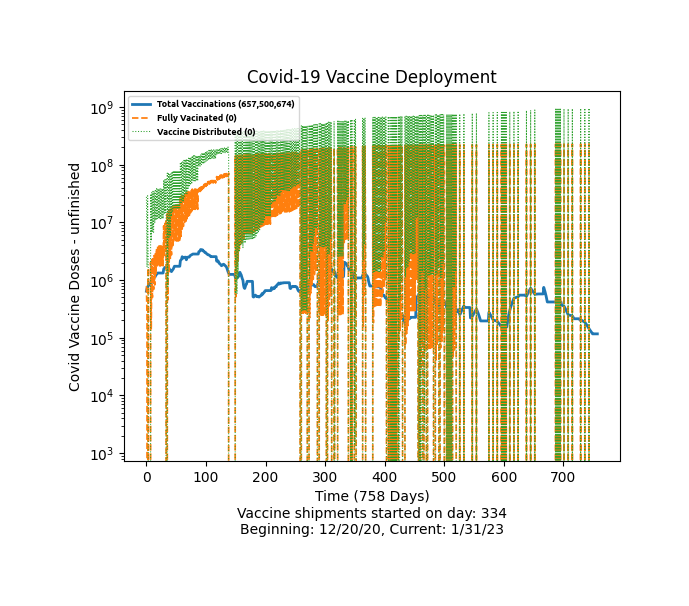 Covid-19 Vaccine Deployment
Total Vaccinations (657,500,674)
Fully Vacinated (0)
Vaccine Distributed (0)
Covid Vaccine Doses - unfinished
10⁹
10⁸
10⁷
10⁶
10⁵
10⁴
10³
0 100 200 300 400 500 600 700
Time (758 Days)
Vaccine shipments started on day: 334
Beginning: 12/20/20, Current: 1/31/23